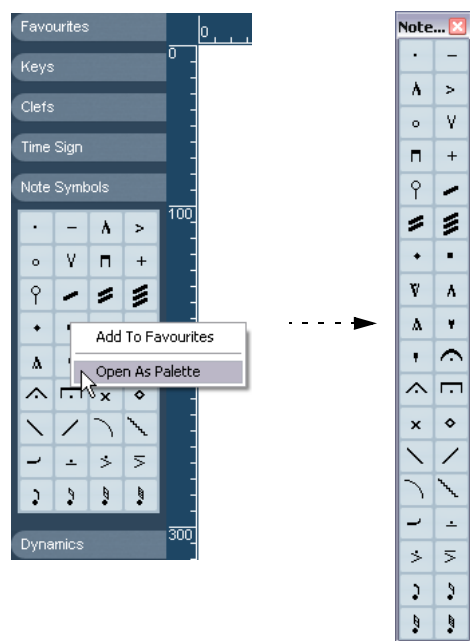 Favourites
0
0
Keys
Clefs
Time Sign
Note Symbols
100
Add To Favourites
Open As Palette
300
Dynamics
Note...